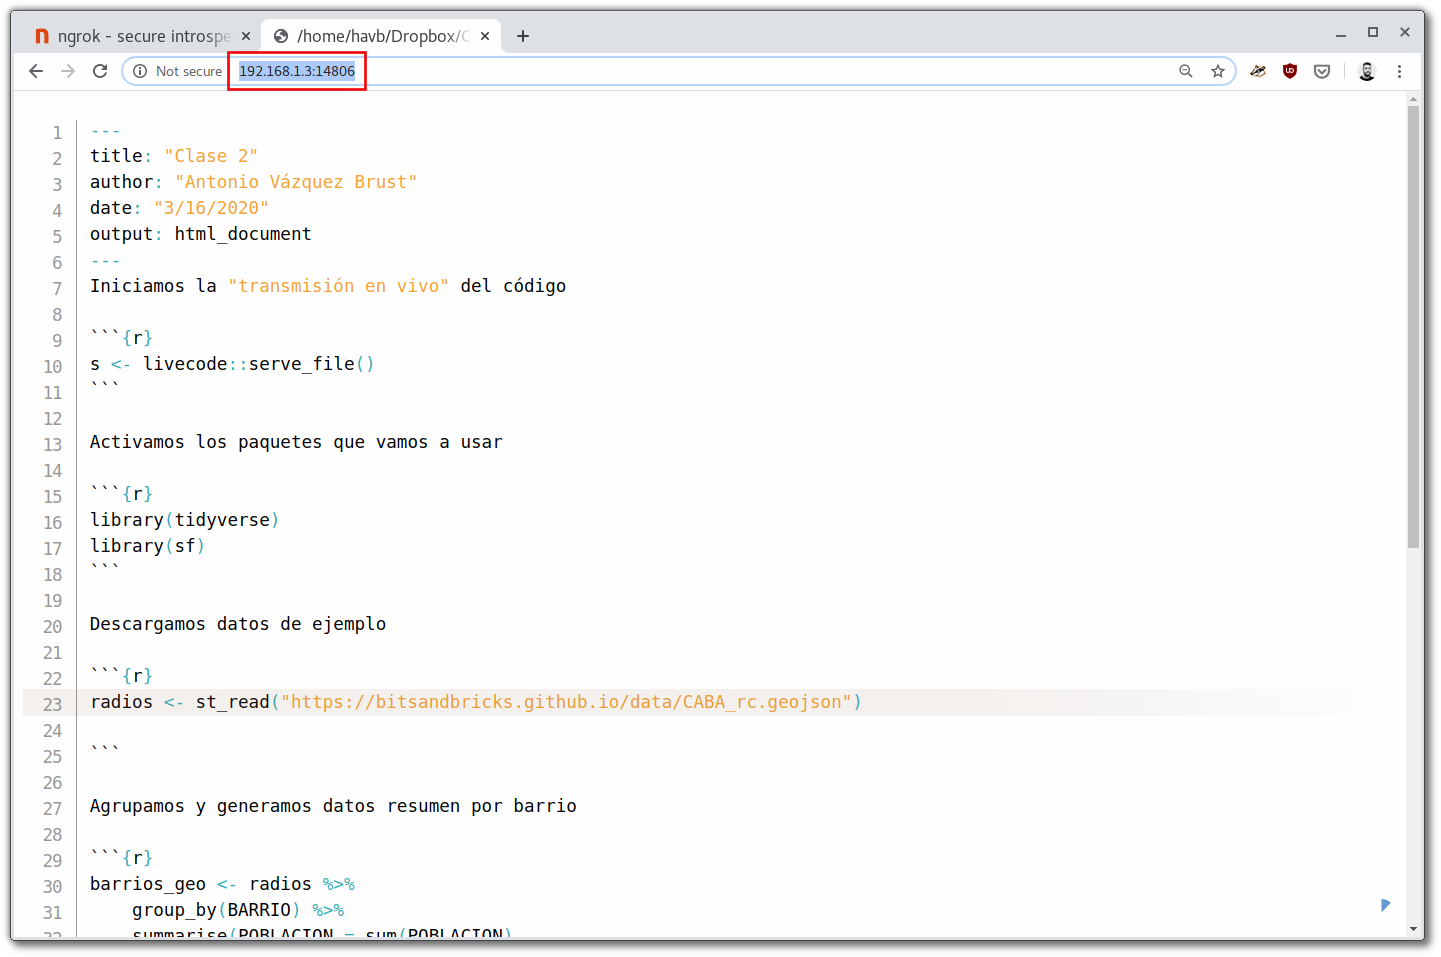 ngrok - secure introspe
/home/havb/Dropbox/C
Not secure 192.168.1.3:14806
1 ---
2 title: "Clase 2"
3 author: "Antonio Vázquez Brust"
4 date: "3/16/2020"
5 output: html_document
6 ---
7 Iniciamos la "transmisión en vivo" del código
8
9 ```{r}
10 s <- livecode::serve_file()
11 ```
12
13 Activamos los paquetes que vamos a usar
14
15 ```{r}
16 library(tidyverse)
17 library(sf)
18 ```
19
20 Descargamos datos de ejemplo
21
22 ```{r}
23 radios <- st_read("https://bitsandbricks.github.io/data/CABA_rc.geojson")
24
25 ```
26
27 Agrupamos y generamos datos resumen por barrio
28
29 ```{r}
30 barrios_geo <- radios %>%
31 group_by(BARRIO) %>%
32 summarise(POBLACION = sum(POBLACION)